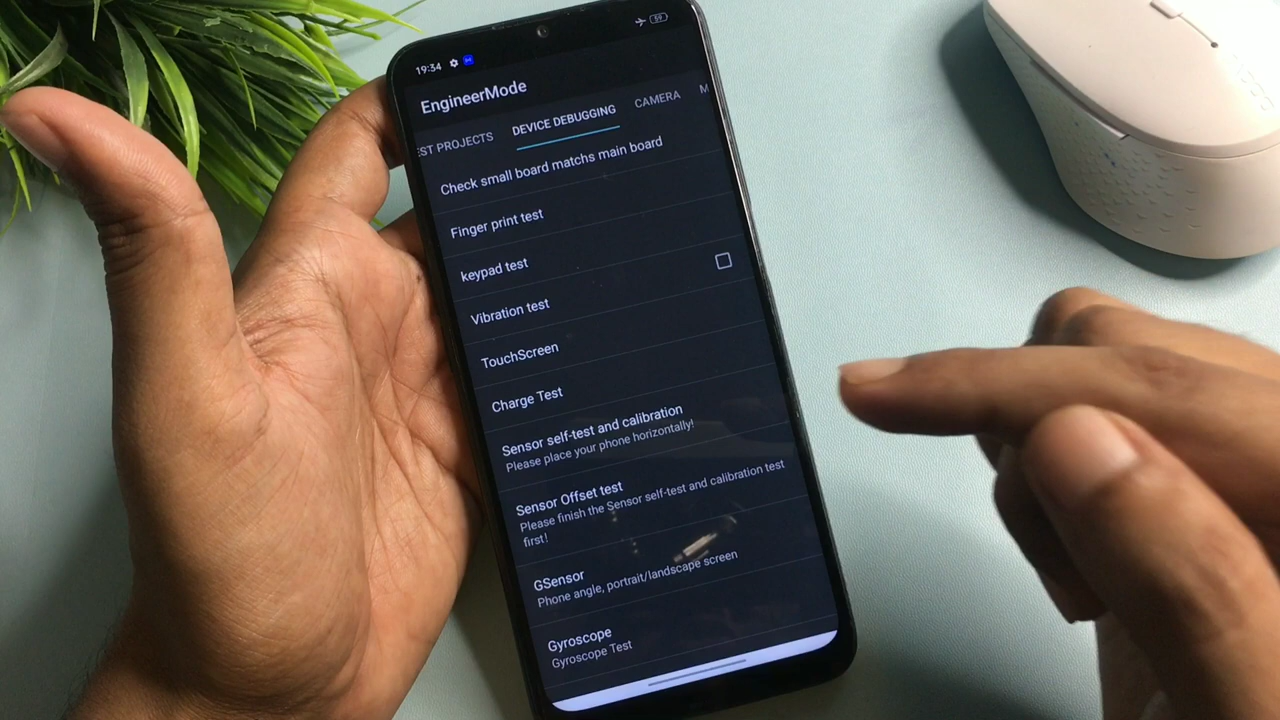 19:34
59
EngineerMode
ST PROJECTS DEVICE DEBUGGING CAMERA M
Check small board matchs main board
Finger print test
keypad test
Vibration test
TouchScreen
Charge Test
Sensor self-test and calibration
Please place your phone horizontally!
Sensor Offset test
Please finish the Sensor self-test and calibration test
first!
GSensor
Phone angle, portrait/landscape screen
Gyroscope
Gyroscope Test